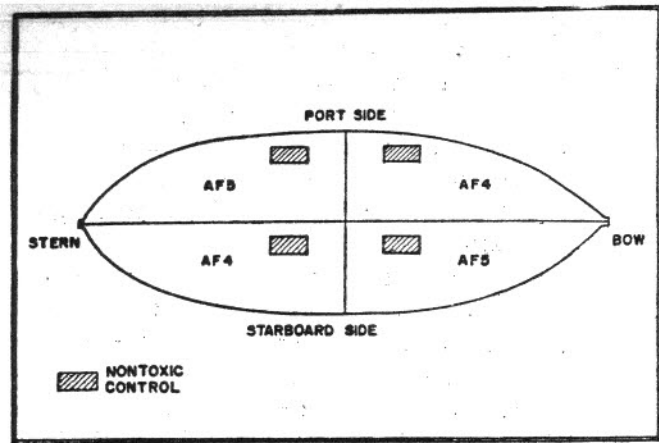 PORT SIDE
AF5
AF4
STERN
BOW
AF4
AF5
STARBOARD SIDE
NONTOXIC
CONTROL